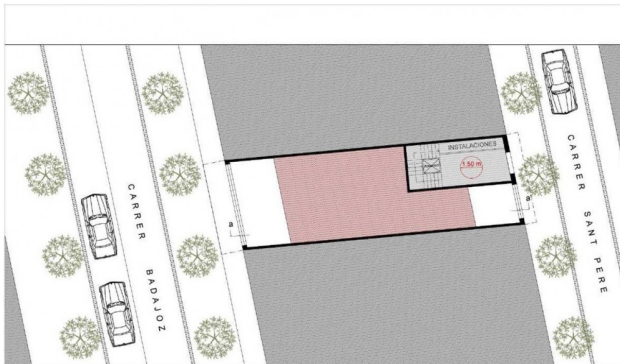 CARRER BADAJOZ
a
INSTALACIONES
1.50 m
a'
CARRER SANT PERE